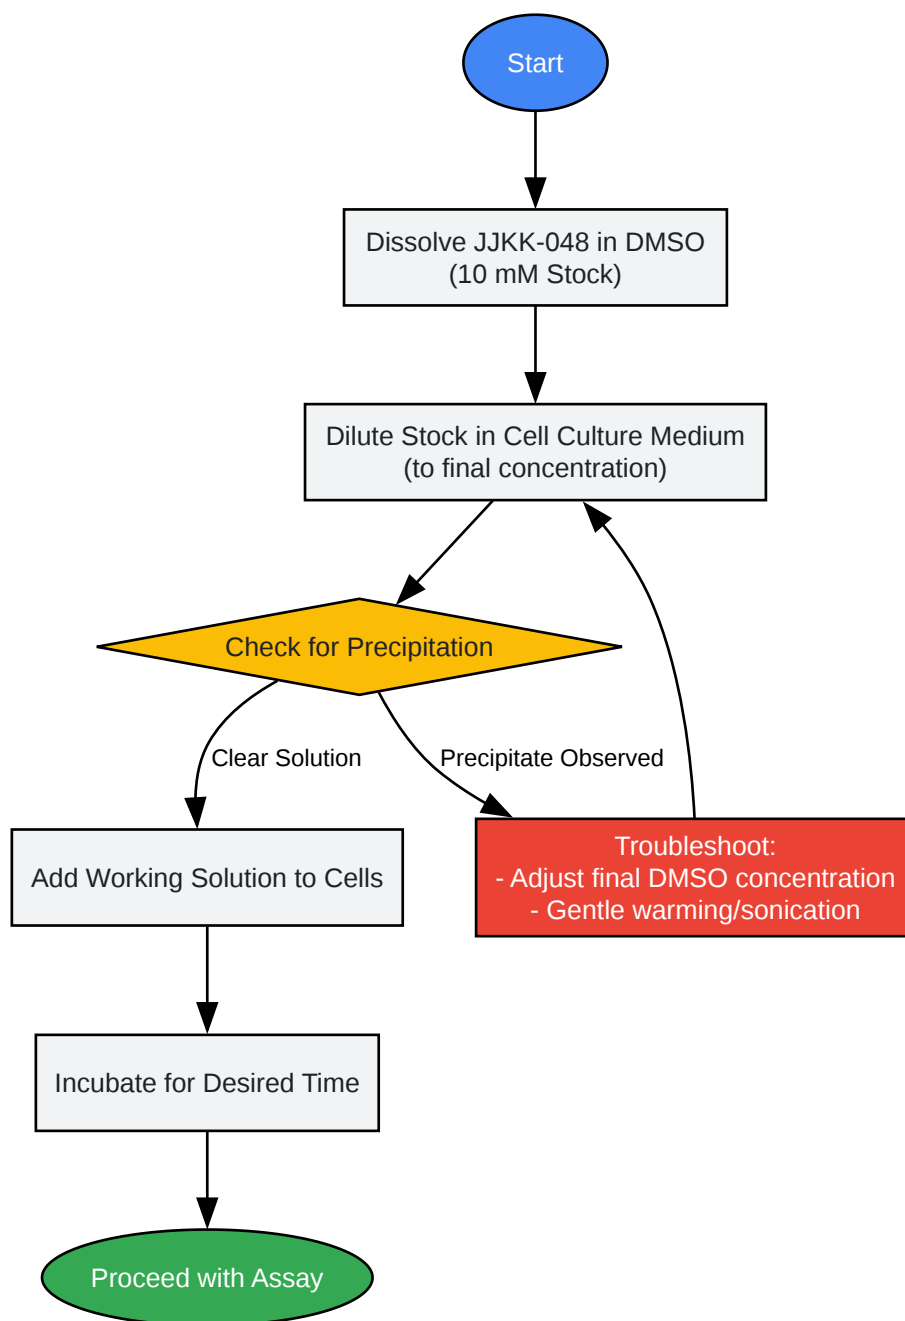 Start
Dissolve JJKK-048 in DMSO
(10 mM Stock)
Dilute Stock in Cell Culture Medium
(to final concentration)
Check for Precipitation
Clear Solution
Precipitate Observed
Add Working Solution to Cells
Troubleshoot:
- Adjust final DMSO concentration
- Gentle warming/sonication
Incubate for Desired Time
Proceed with Assay